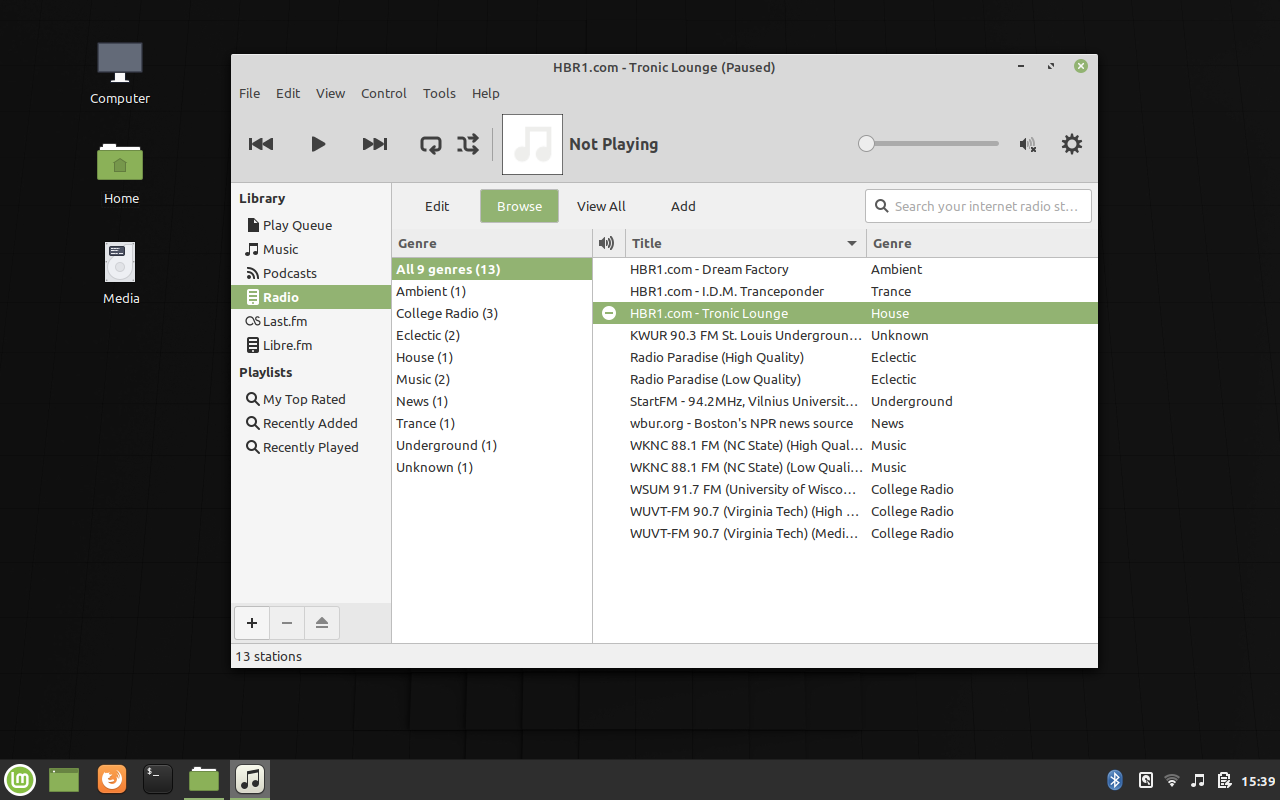 Computer
Home
Media
HBR1.com - Tronic Lounge (Paused)
File Edit View Control Tools Help
Not Playing
Library
Play Queue
Music
Podcasts
Radio
Last.fm
Libre.fm
Playlists
My Top Rated
Recently Added
Recently Played
Edit Browse View All Add
Search your internet radio st…
Genre
All 9 genres (13)
Ambient (1)
College Radio (3)
Eclectic (2)
House (1)
Music (2)
News (1)
Trance (1)
Underground (1)
Unknown (1)
Title Genre
HBR1.com - Dream Factory Ambient
HBR1.com - I.D.M. Tranceponder Trance
HBR1.com - Tronic Lounge House
KWUR 90.3 FM St. Louis Undergroun… Unknown
Radio Paradise (High Quality) Eclectic
Radio Paradise (Low Quality) Eclectic
StartFM - 94.2MHz, Vilnius Universit… Underground
wbur.org - Boston's NPR news source News
WKNC 88.1 FM (NC State) (High Qual… Music
WKNC 88.1 FM (NC State) (Low Quali… Music
WSUM 91.7 FM (University of Wisco… College Radio
WUVT-FM 90.7 (Virginia Tech) (High … College Radio
WUVT-FM 90.7 (Virginia Tech) (Medi… College Radio
13 stations
15:39